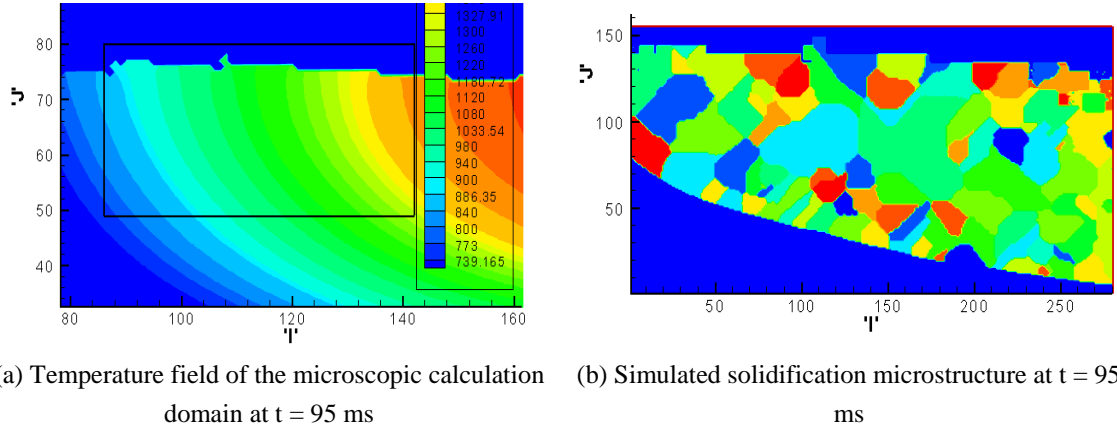 1327.91
1300
1260
1220
1180.72
1120
1080
1033.54
980
940
900
886.35
840
800
773
739.165
80
70
60
50
40
'J'
80 100 120 140 160
'I'
150
100
50
'J'
50 100 150 200 250
'I'
(a) Temperature field of the microscopic calculation
domain at t = 95 ms
(b) Simulated solidification microstructure at t = 95
ms